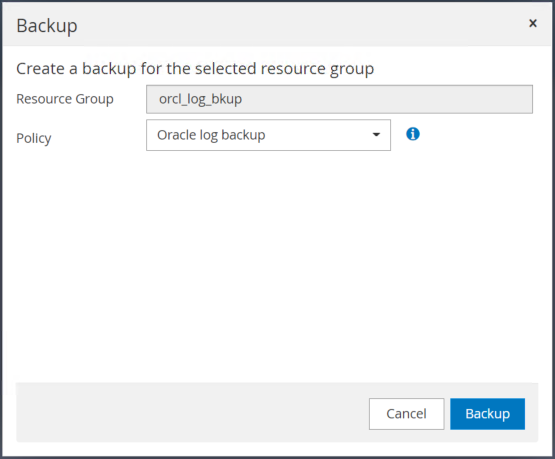 Backup
×
Create a backup for the selected resource group
Resource Group orcl_log_bkup
Policy Oracle log backup i
Cancel Backup